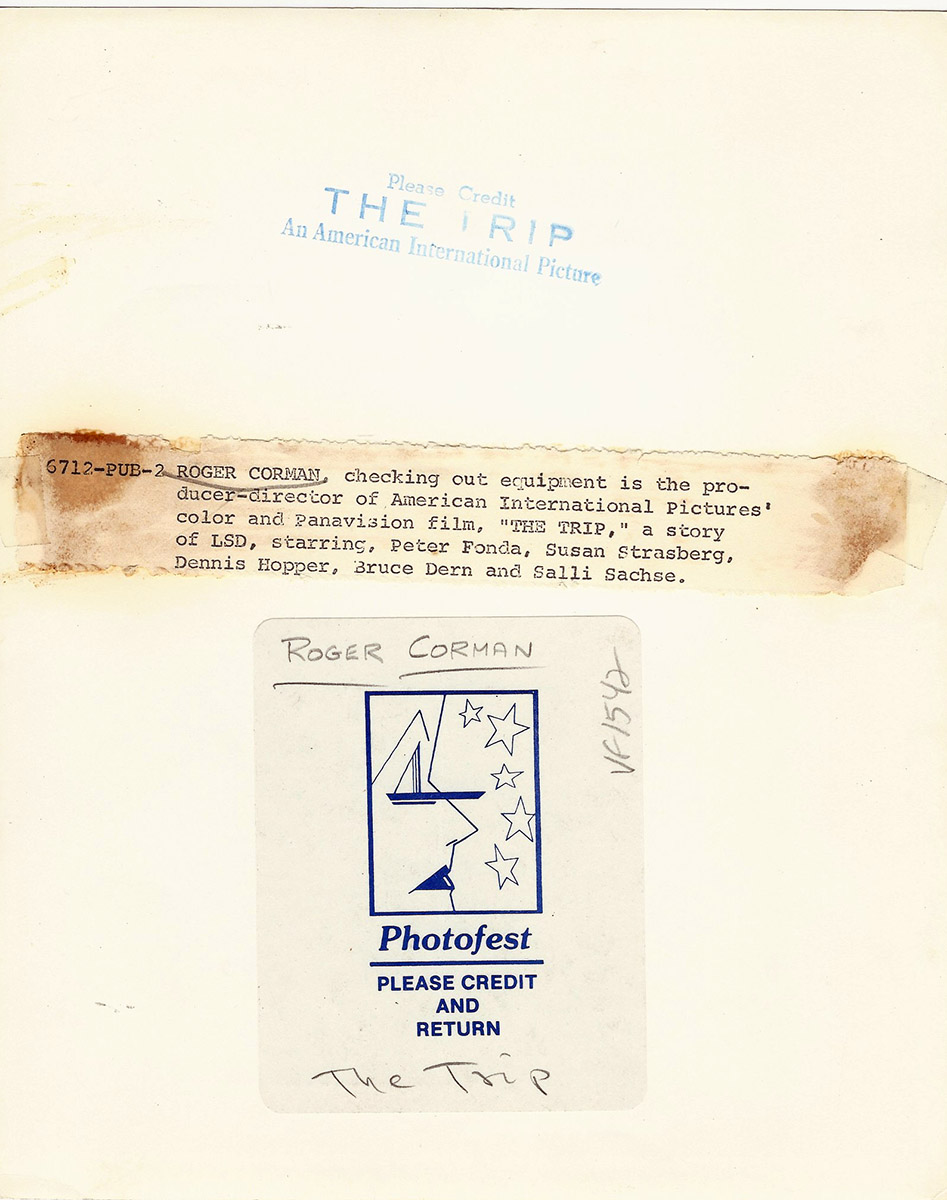 Please Credit
THE TRIP
An American International Picture
6712-PUB-2 ROGER CORMAN, checking out equipment is the pro-
ducer-director of American International Pictures'
color and Panavision film, "THE TRIP," a story
of LSD, starring, Peter Fonda, Susan Strasberg,
Dennis Hopper, Bruce Dern and Salli Sachse.
ROGER CORMAN
VF1542
Photofest
PLEASE CREDIT
AND
RETURN
The Trip